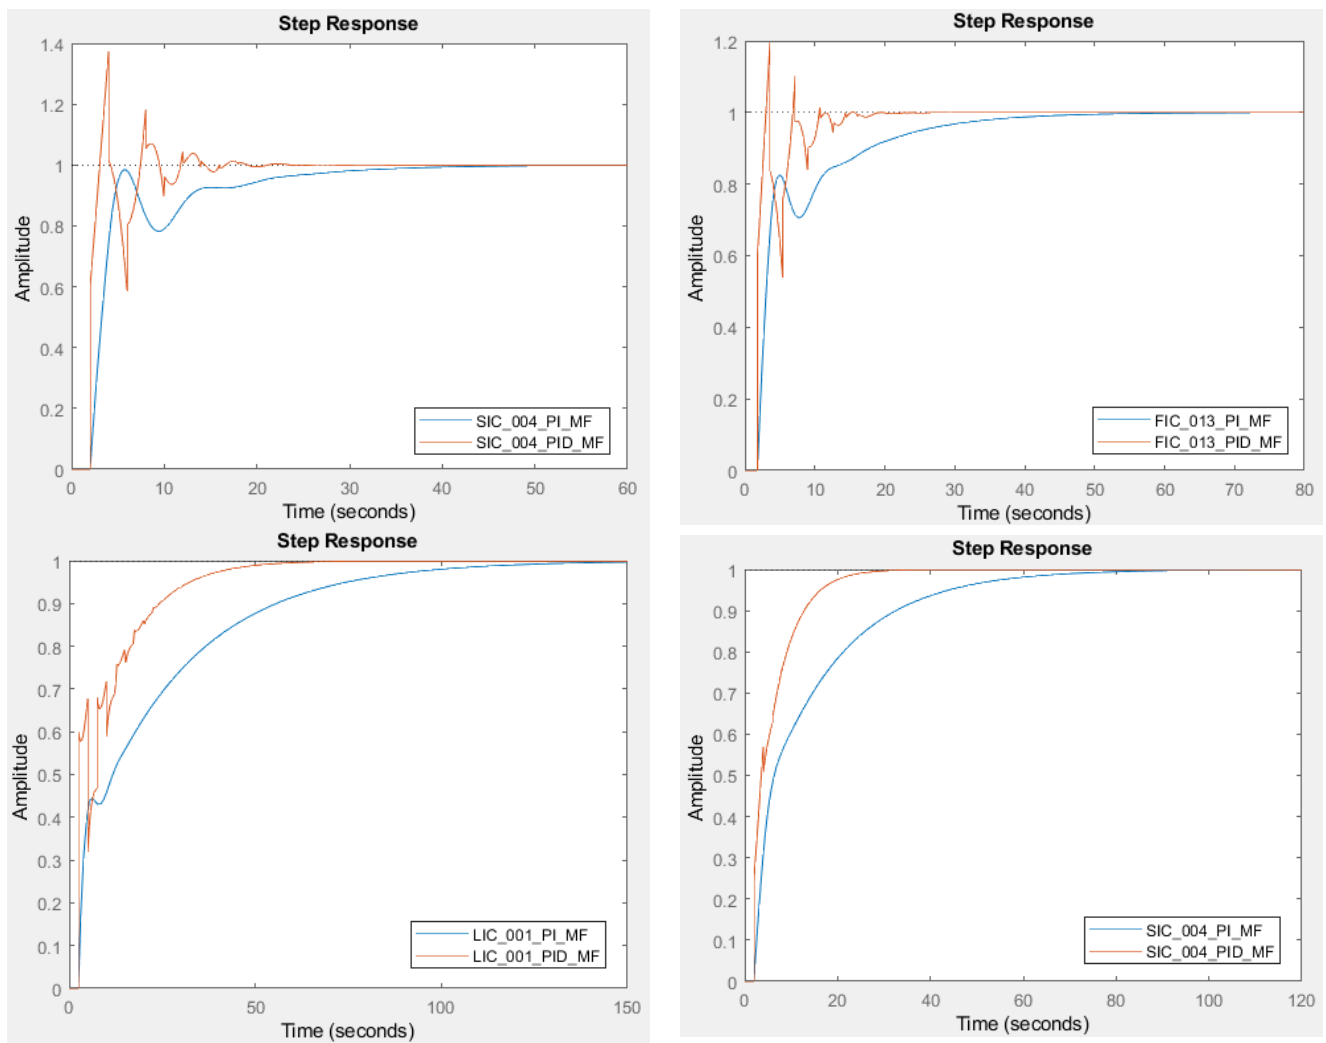 Step Response
1.4
1.2
1
0.8
0.6
0.4
0.2
0
Amplitude
SIC_004_PI_MF
SIC_004_PID_MF
0 10 20 30 40 50 60
Time (seconds)
Step Response
1.2
1
0.8
0.6
0.4
0.2
0
Amplitude
FIC_013_PI_MF
FIC_013_PID_MF
0 10 20 30 40 50 60 70 80
Time (seconds)
Step Response
1
0.9
0.8
0.7
0.6
0.5
0.4
0.3
0.2
0.1
0
Amplitude
LIC_001_PI_MF
LIC_001_PID_MF
0 50 100 150
Time (seconds)
Step Response
1
0.9
0.8
0.7
0.6
0.5
0.4
0.3
0.2
0.1
0
Amplitude
SIC_004_PI_MF
SIC_004_PID_MF
0 20 40 60 80 100 120
Time (seconds)